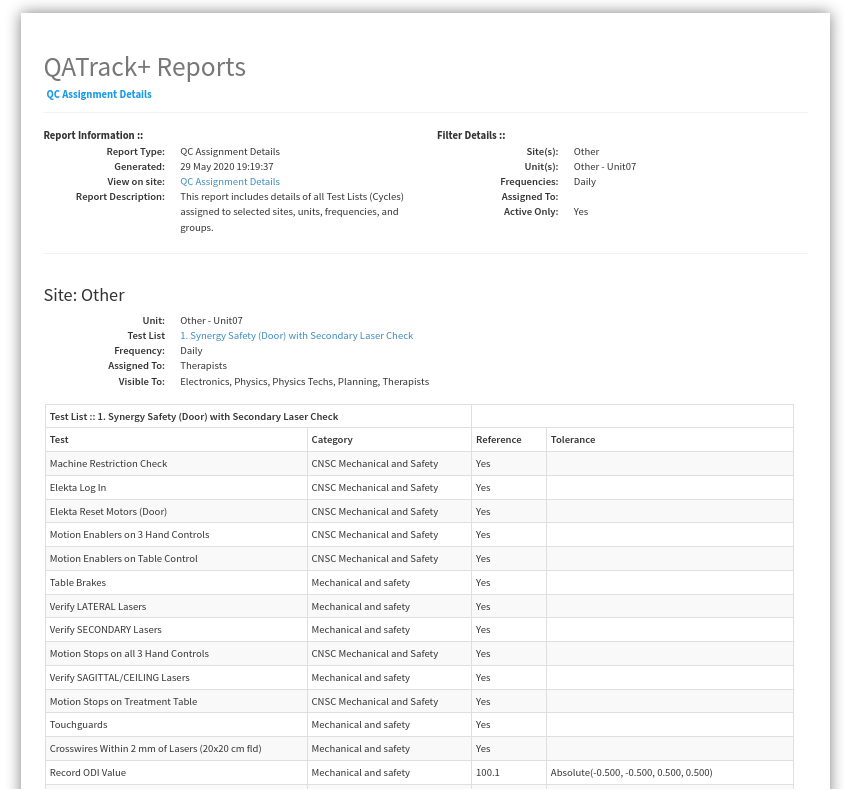 QATrack+ Reports
QC Assignment Details
Report Information ::
Report Type: QC Assignment Details
Generated: 29 May 2020 19:19:37
View on site: QC Assignment Details
Report Description: This report includes details of all Test Lists (Cycles)
assigned to selected sites, units, frequencies, and
groups.
Filter Details ::
Site(s): Other
Unit(s): Other - Unit07
Frequencies: Daily
Assigned To:
Active Only: Yes
Site: Other
Unit: Other - Unit07
Test List 1. Synergy Safety (Door) with Secondary Laser Check
Frequency: Daily
Assigned To: Therapists
Visible To: Electronics, Physics, Physics Techs, Planning, Therapists
Test List :: 1. Synergy Safety (Door) with Secondary Laser Check
Test Category Reference Tolerance
Machine Restriction Check CNSC Mechanical and Safety Yes
Elekta Log In CNSC Mechanical and Safety Yes
Elekta Reset Motors (Door) CNSC Mechanical and Safety Yes
Motion Enablers on 3 Hand Controls CNSC Mechanical and Safety Yes
Motion Enablers on Table Control CNSC Mechanical and Safety Yes
Table Brakes Mechanical and safety Yes
Verify LATERAL Lasers Mechanical and safety Yes
Verify SECONDARY Lasers Mechanical and safety Yes
Motion Stops on all 3 Hand Controls CNSC Mechanical and Safety Yes
Verify SAGITTAL/CEILING Lasers Mechanical and safety Yes
Motion Stops on Treatment Table CNSC Mechanical and Safety Yes
Touchguards Mechanical and safety Yes
Crosswires Within 2 mm of Lasers (20x20 cm fld) Mechanical and safety Yes
Record ODI Value Mechanical and safety 100.1 Absolute(-0.500, -0.500, 0.500, 0.500)